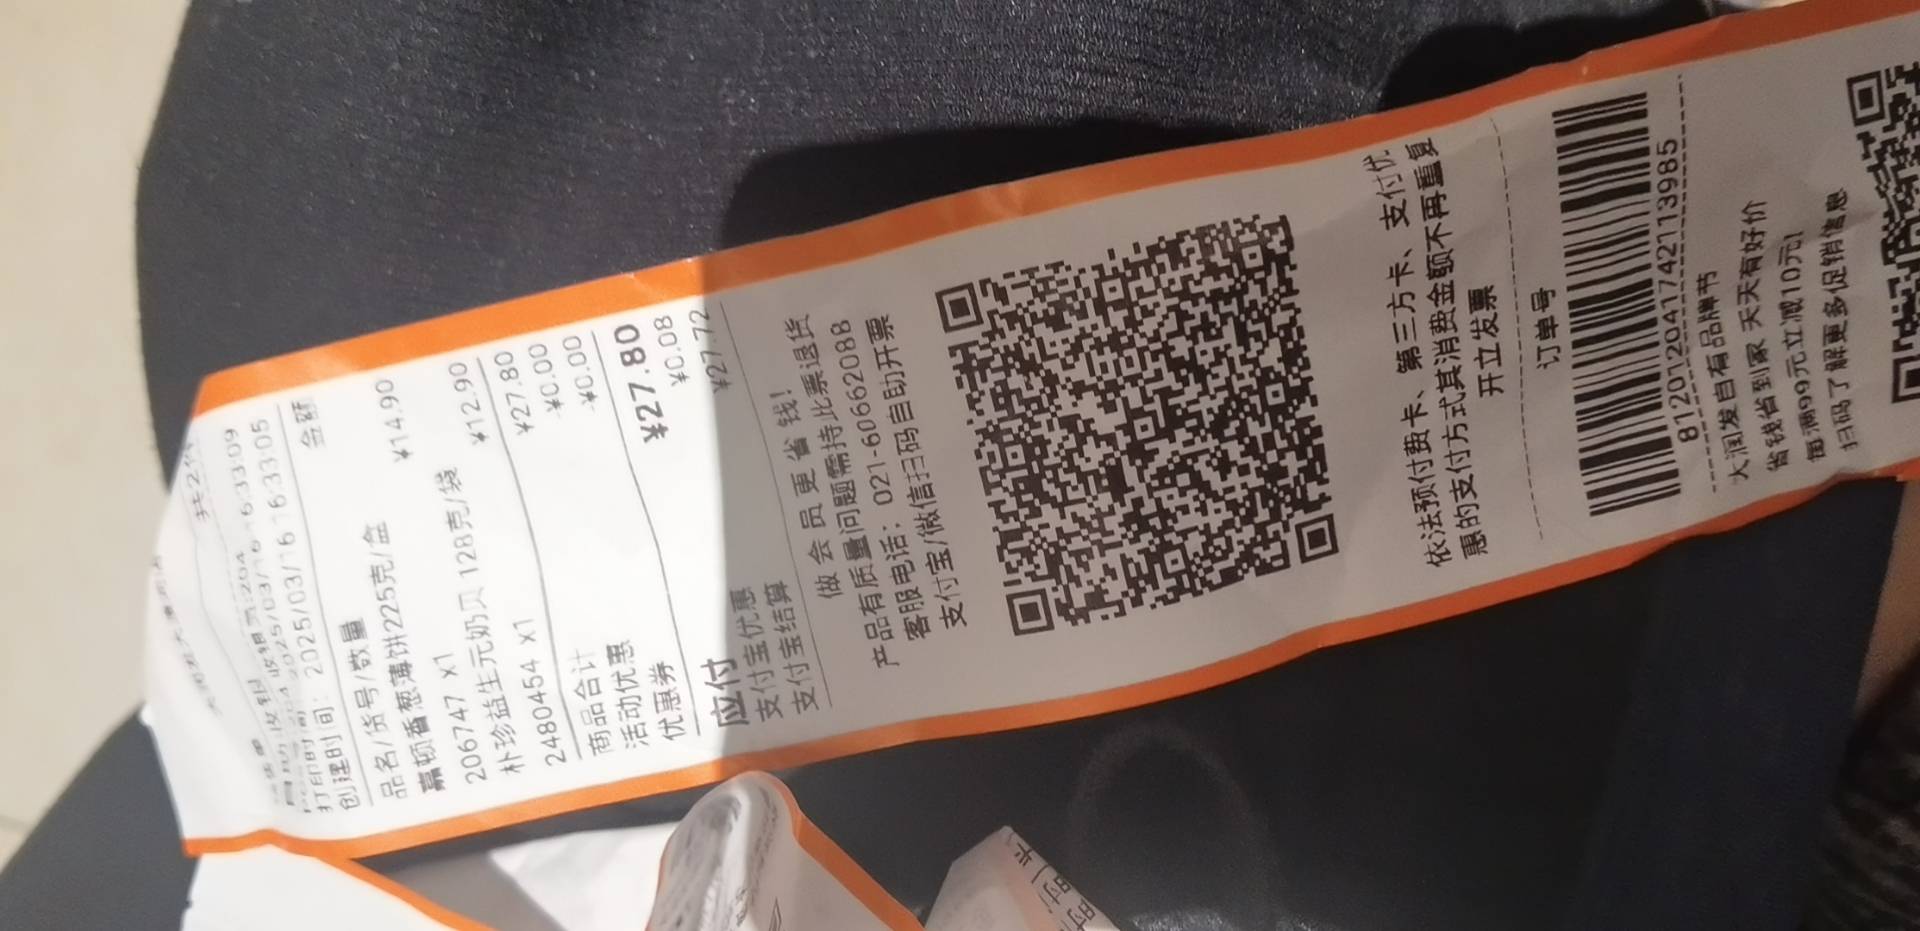 共2件
打印时间: 2025/03/16 16:33:09
创建时间: 2025/03/16 16:33:05
品名/货号/数量 金额
赢顿香葱薄饼225克/盒 ¥14.90
206747 X1
朴珍益生元奶贝 128克/袋 ¥12.90
2480454 X1
商品合计 ¥27.80
活动优惠 ¥0.00
优惠券 ¥0.00
应付 ¥27.80
支付宝优惠 ¥0.08
支付宝结算 ¥27.72
做会员更省钱!
产品有质量问题需持此票退货
客服电话: 021-60662088
支付宝/微信扫码自助开票
依法预付费卡、第三方卡、支付优
惠的支付方式其消费金额不再重复
开立发票
订单号
812012041742113985
大润发自有品牌节
省钱省到家 天天有好价
每满99元立减10元!
扫码了解更多促销信息